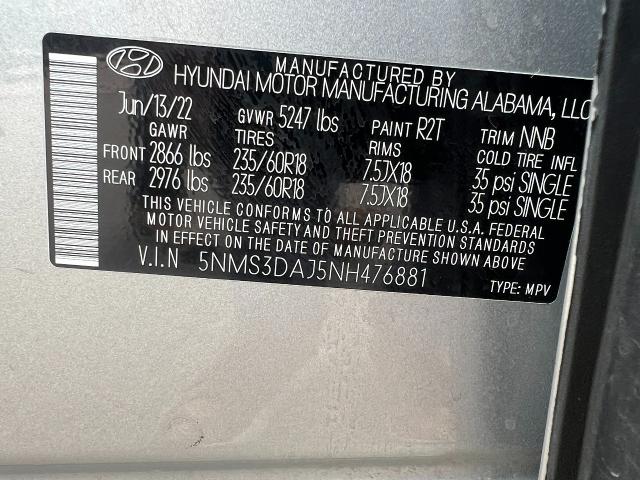 MANUFACTURED BY
HYUNDAI MOTOR MANUFACTURING ALABAMA, LLC
Jun/13/22 GVWR 5247 lbs PAINT R2T TRIM NNB
GAWR TIRES RIMS COLD TIRE INFL
FRONT 2866 lbs 235/60R18 7.5JX18 35 psi SINGLE
REAR 2976 lbs 235/60R18 7.5JX18 35 psi SINGLE
THIS VEHICLE CONFORMS TO ALL APPLICABLE U.S.A. FEDERAL
MOTOR VEHICLE SAFETY AND THEFT PREVENTION STANDARDS
IN EFFECT ON THE DATE OF MANUFACTURE SHOWN ABOVE
V.I.N 5NMS3DAJ5NH476881
TYPE: MPV